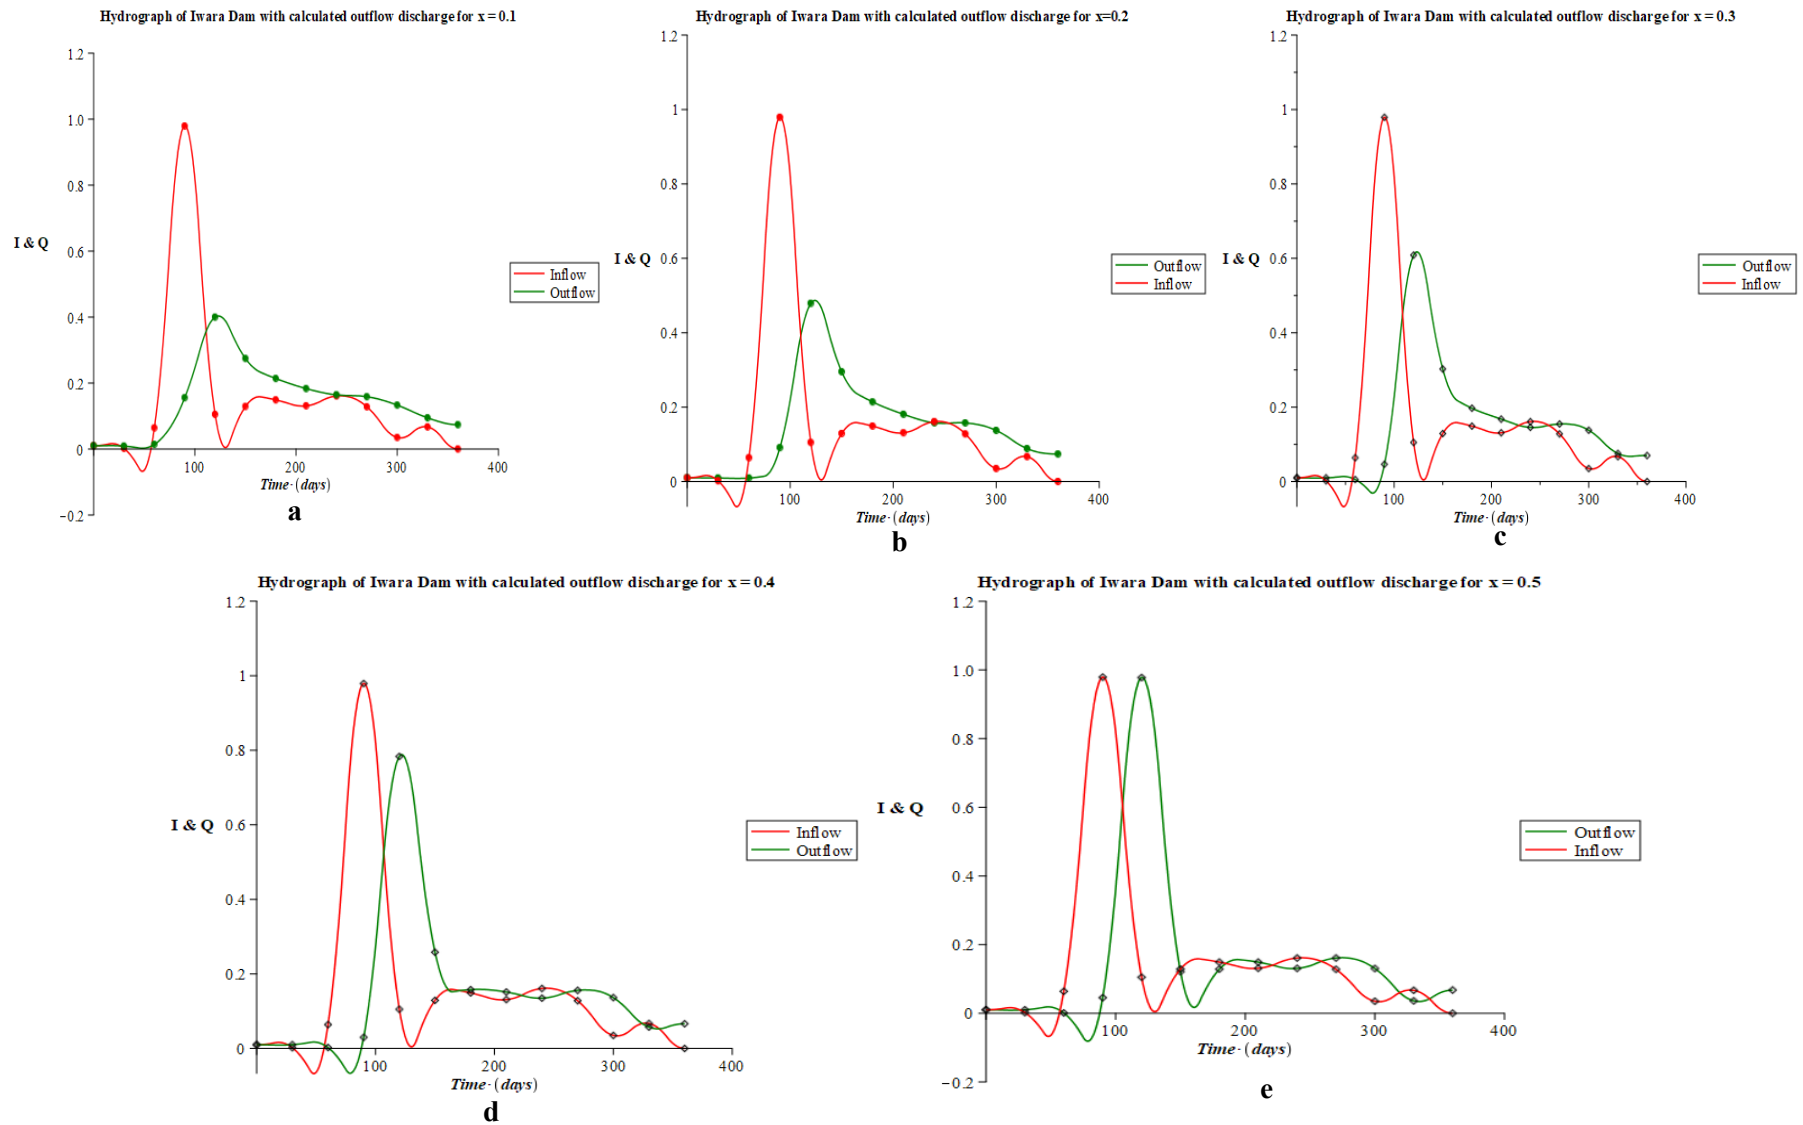 Hydrograph of Iwara Dam with calculated outflow discharge for x = 0.1
1.2
1.0
0.8
0.6
0.4
0.2
0
−0.2
I & Q
100
200
300
400
Time·(days)
Inflow
Outflow
a
Hydrograph of Iwara Dam with calculated outflow discharge for x=0.2
1.2
1
0.8
0.6
0.4
0.2
0
I & Q
100
200
300
400
Time·(days)
Outflow
Inflow
b
Hydrograph of Iwara Dam with calculated outflow discharge for x = 0.3
1.2
1
0.8
0.6
0.4
0.2
0
I & Q
100
200
300
400
Time·(days)
Outflow
Inflow
c
Hydrograph of Iwara Dam with calculated outflow discharge for x = 0.4
1.2
1
0.8
0.6
0.4
0.2
0
I & Q
100
200
300
400
Time·(days)
Inflow
Outflow
d
Hydrograph of Iwara Dam with calculated outflow discharge for x = 0.5
1.2
1.0
0.8
0.6
0.4
0.2
0
−0.2
I & Q
100
200
300
400
Time·(days)
Outflow
Inflow
e